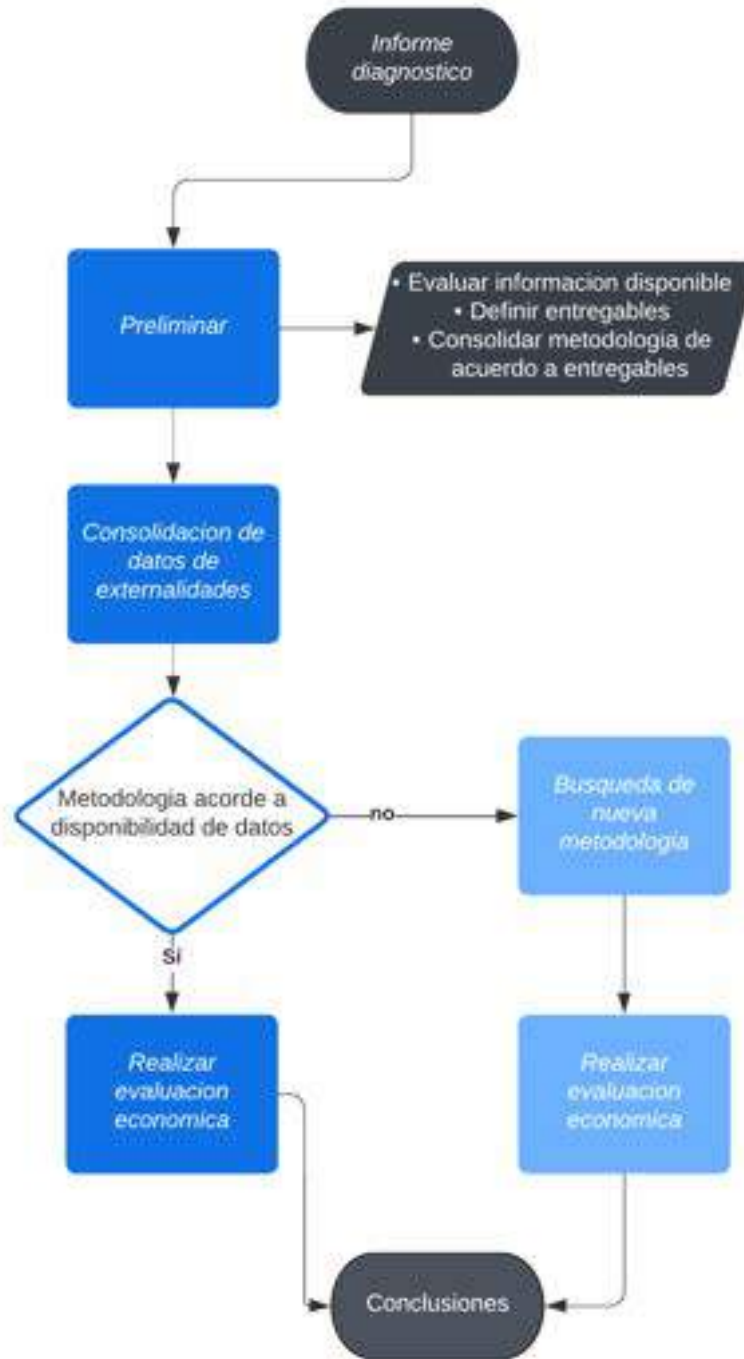 Informe
diagnostico
Preliminar
• Evaluar informacion disponible
• Definir entregables
• Consolidar metodologia de
acuerdo a entregables
Consolidacion de
datos de
externalidades
Metodologia acorde a
disponibilidad de datos
no
Busqueda de
nueva
metodologia
Sí
Realizar
evaluacion
economica
Realizar
evaluacion
economica
Conclusiones